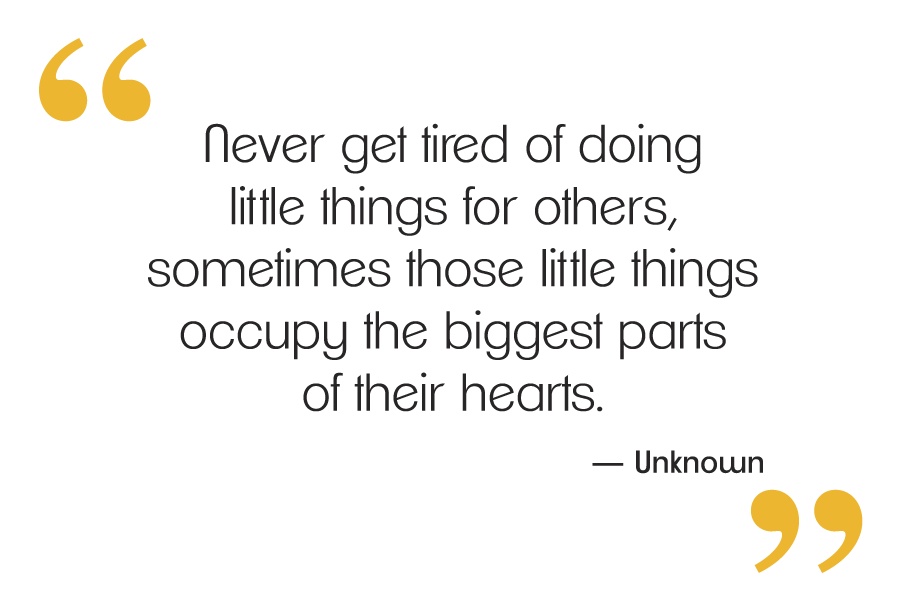 “
Never get tired of doing
little things for others,
sometimes those little things
occupy the biggest parts
of their hearts.
— Unknown
”